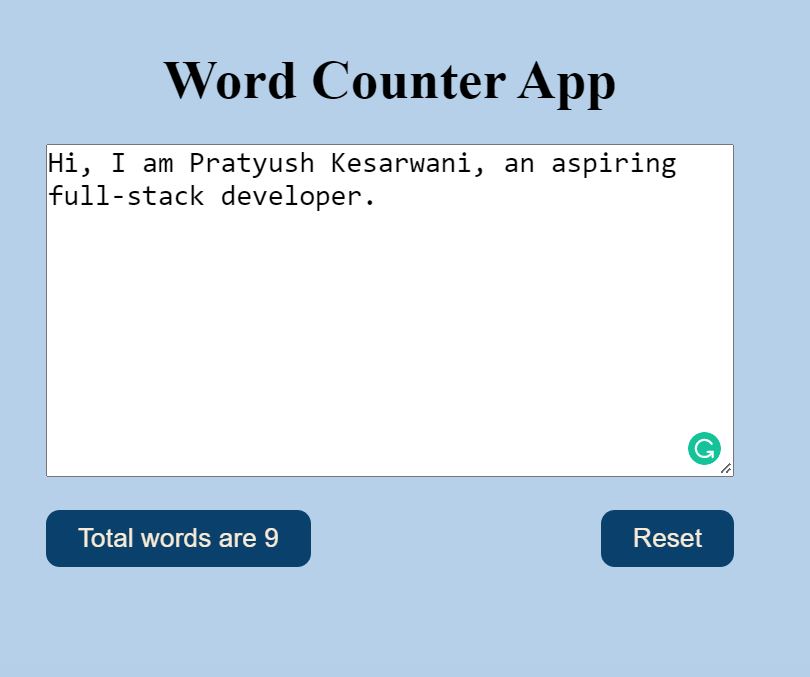 Word Counter App
Hi, I am Pratyush Kesarwani, an aspiring
full-stack developer.
Total words are 9
Reset